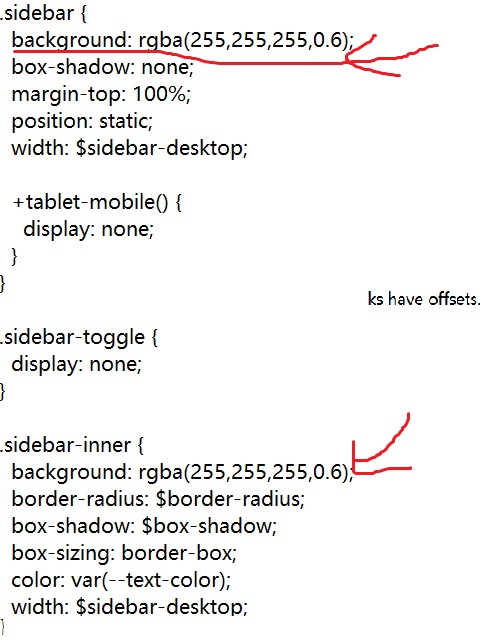 .sidebar {
background: rgba(255,255,255,0.6);
box-shadow: none;
margin-top: 100%;
position: static;
width: $sidebar-desktop;
+tablet-mobile() {
display: none;
}
}
ks have offsets.
.sidebar-toggle {
display: none;
}
.sidebar-inner {
background: rgba(255,255,255,0.6);
border-radius: $border-radius;
box-shadow: $box-shadow;
box-sizing: border-box;
color: var(--text-color);
width: $sidebar-desktop;
}